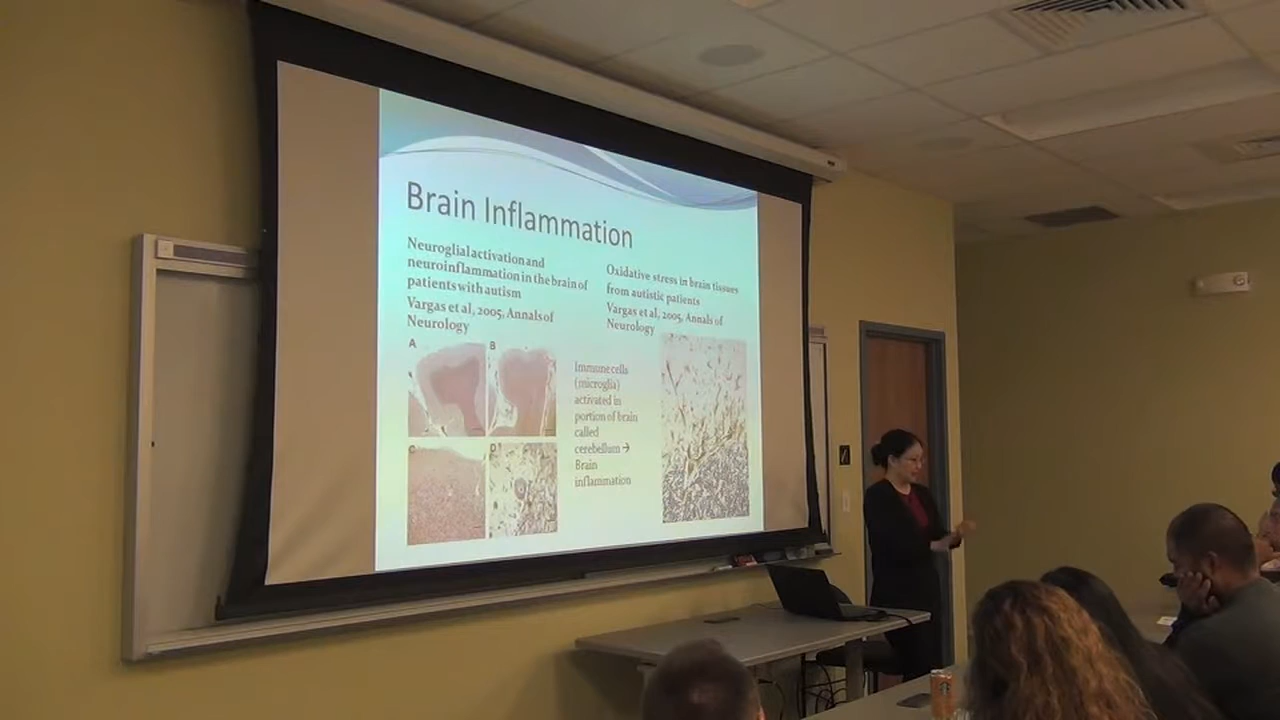 Brain Inflammation
Neuroglial activation and
neuroinflammation in the brain of
patients with autism
Vargas et al, 2005, Annals of
Neurology
Oxidative stress in brain tissues
from autistic patients
Vargas et al, 2005, Annals of
Neurology
A
B
C
D
Immune cells
(microglia)
activated in
portion of brain
called
cerebellum →
Brain
inflammation